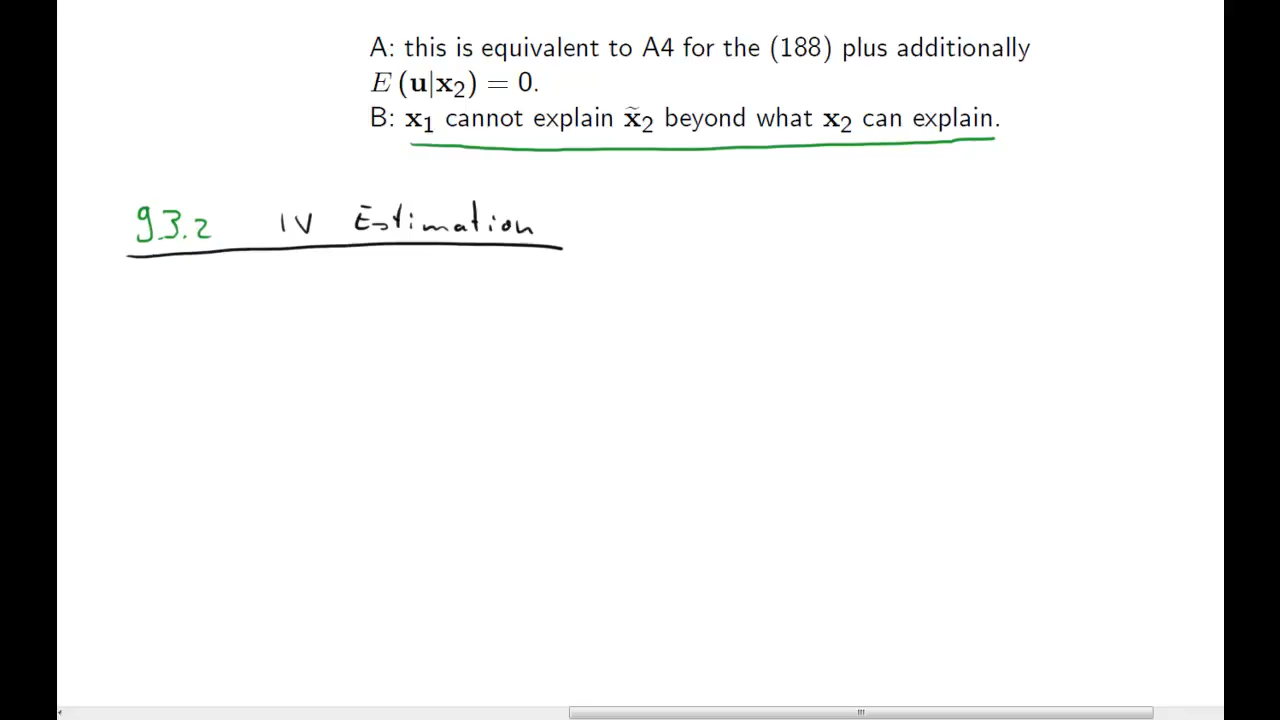 A: this is equivalent to A4 for the (188) plus additionally
E (u|x₂) = 0.
B: x₁ cannot explain x̃₂ beyond what x₂ can explain.
9.3.2 IV Estimation